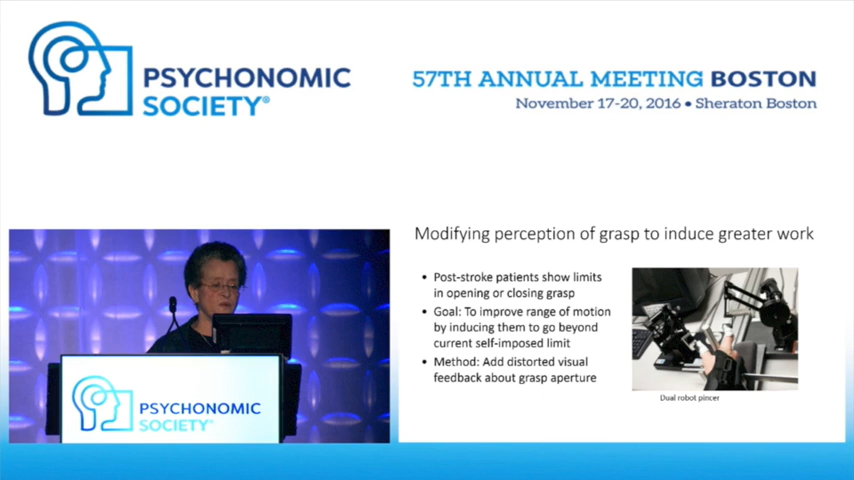 PSYCHONOMIC
SOCIETY®
57TH ANNUAL MEETING BOSTON
November 17-20, 2016 • Sheraton Boston
Modifying perception of grasp to induce greater work
• Post-stroke patients show limits
in opening or closing grasp
• Goal: To improve range of motion
by inducing them to go beyond
current self-imposed limit
• Method: Add distorted visual
feedback about grasp aperture
Dual robot pincer
PSYCHONOMIC
SOCIETY®